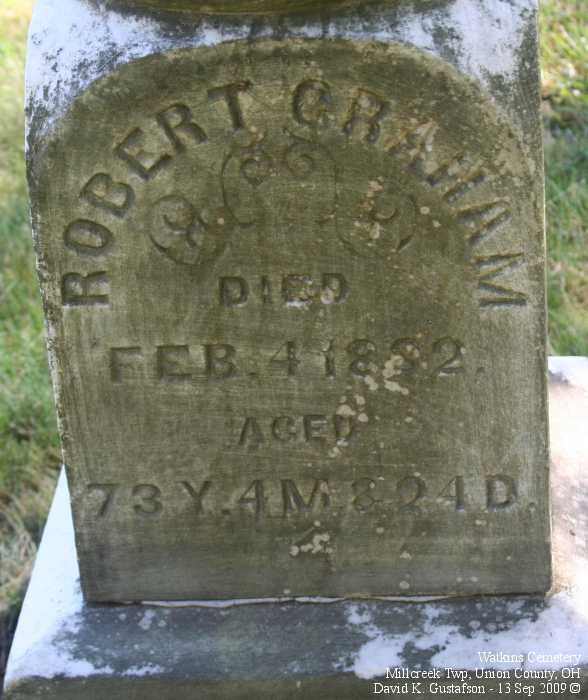 ROBERT GRAHAM
DIED
FEB. 4 1892.
AGED
73 Y. 4 M. & 24 D.
Watkins Cemetery
Millcreek Twp, Union County, OH
David K. Gustafson - 13 Sep 2009 ©